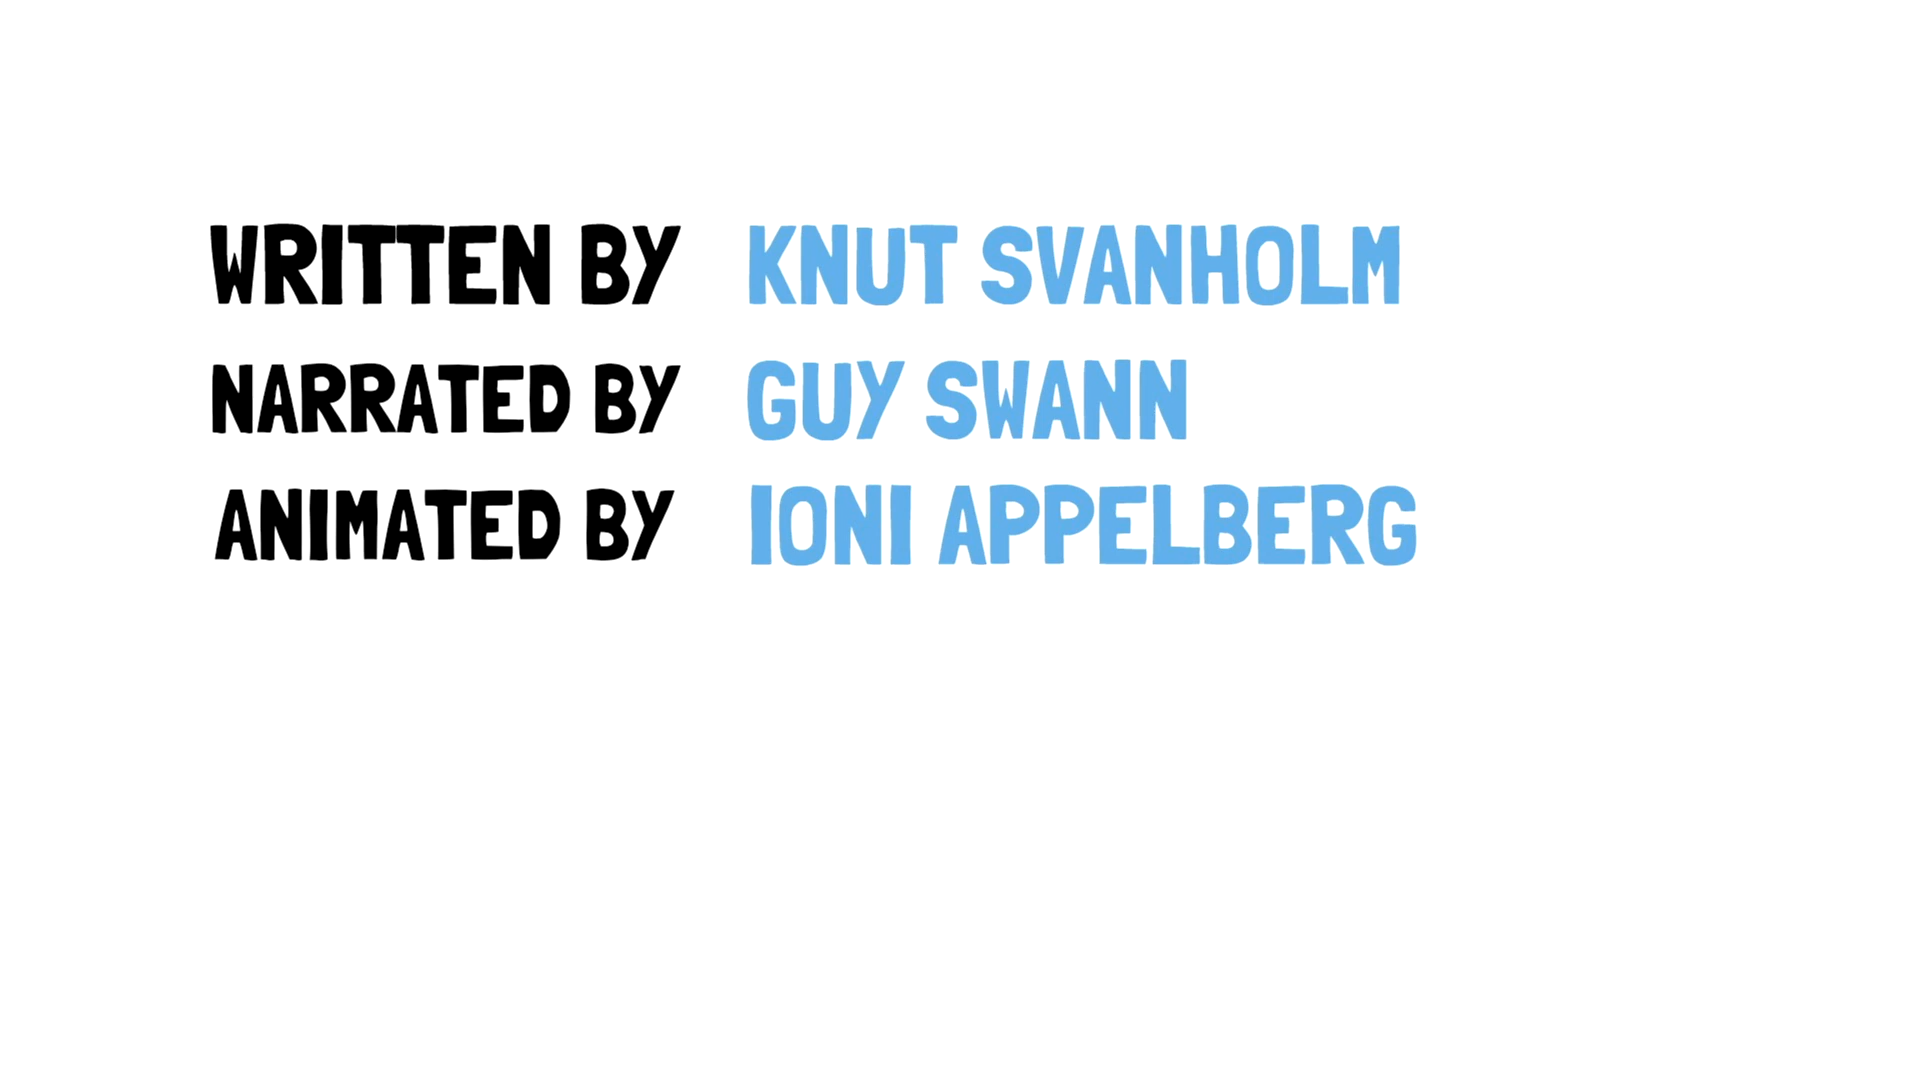 WRITTEN BY KNUT SVANHOLM
NARRATED BY GUY SWANN
ANIMATED BY IONI APPELBERG